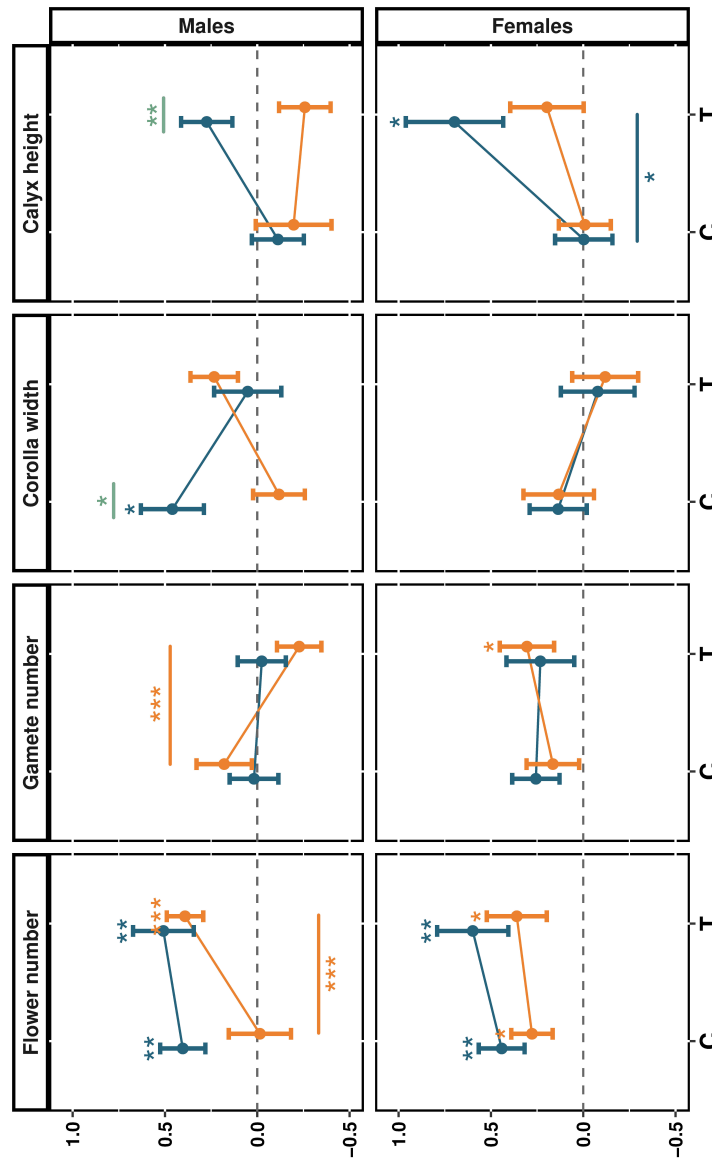 Males
Females
Calyx height
**
*
*
T
C
Corolla width
*
*
T
C
Gamete number
***
*
T
C
Flower number
**
**
**
***
**
*
**
*
T
C
1.0
0.5
0.0
−0.5
1.0
0.5
0.0
−0.5